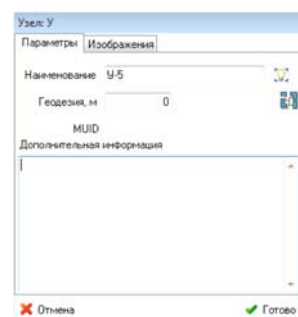 Узел: У
Параметры Изображения
Наименование У-5
Геодезия, м 0
MUID
Дополнительная информация
Отмена Готово